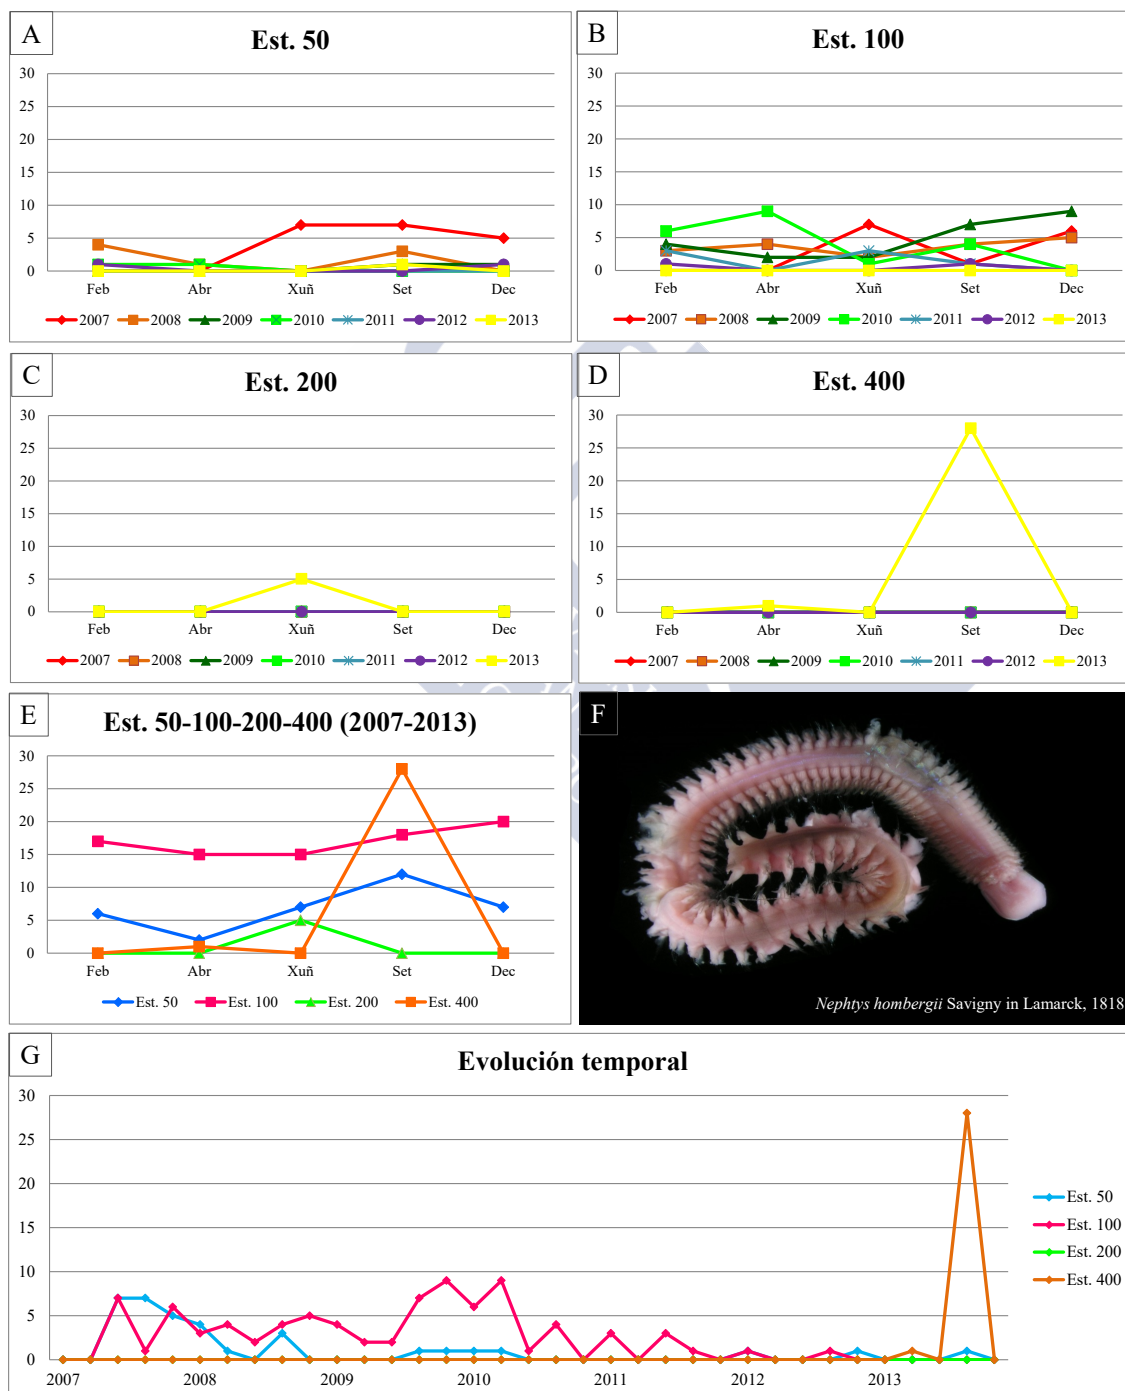 A
Est. 50
30
25
20
15
10
5
0
Feb Abr Xuñ Set Dec
2007 2008 2009 2010 2011 2012 2013
B
Est. 100
30
25
20
15
10
5
0
Feb Abr Xuñ Set Dec
2007 2008 2009 2010 2011 2012 2013
C
Est. 200
30
25
20
15
10
5
0
Feb Abr Xuñ Set Dec
2007 2008 2009 2010 2011 2012 2013
D
Est. 400
30
25
20
15
10
5
0
Feb Abr Xuñ Set Dec
2007 2008 2009 2010 2011 2012 2013
E
Est. 50-100-200-400 (2007-2013)
30
25
20
15
10
5
0
Feb Abr Xuñ Set Dec
Est. 50 Est. 100 Est. 200 Est. 400
F
Nephtys hombergii Savigny in Lamarck, 1818
G
Evolución temporal
30
25
20
15
10
5
0
2007 2008 2009 2010 2011 2012 2013
Est. 50
Est. 100
Est. 200
Est. 400